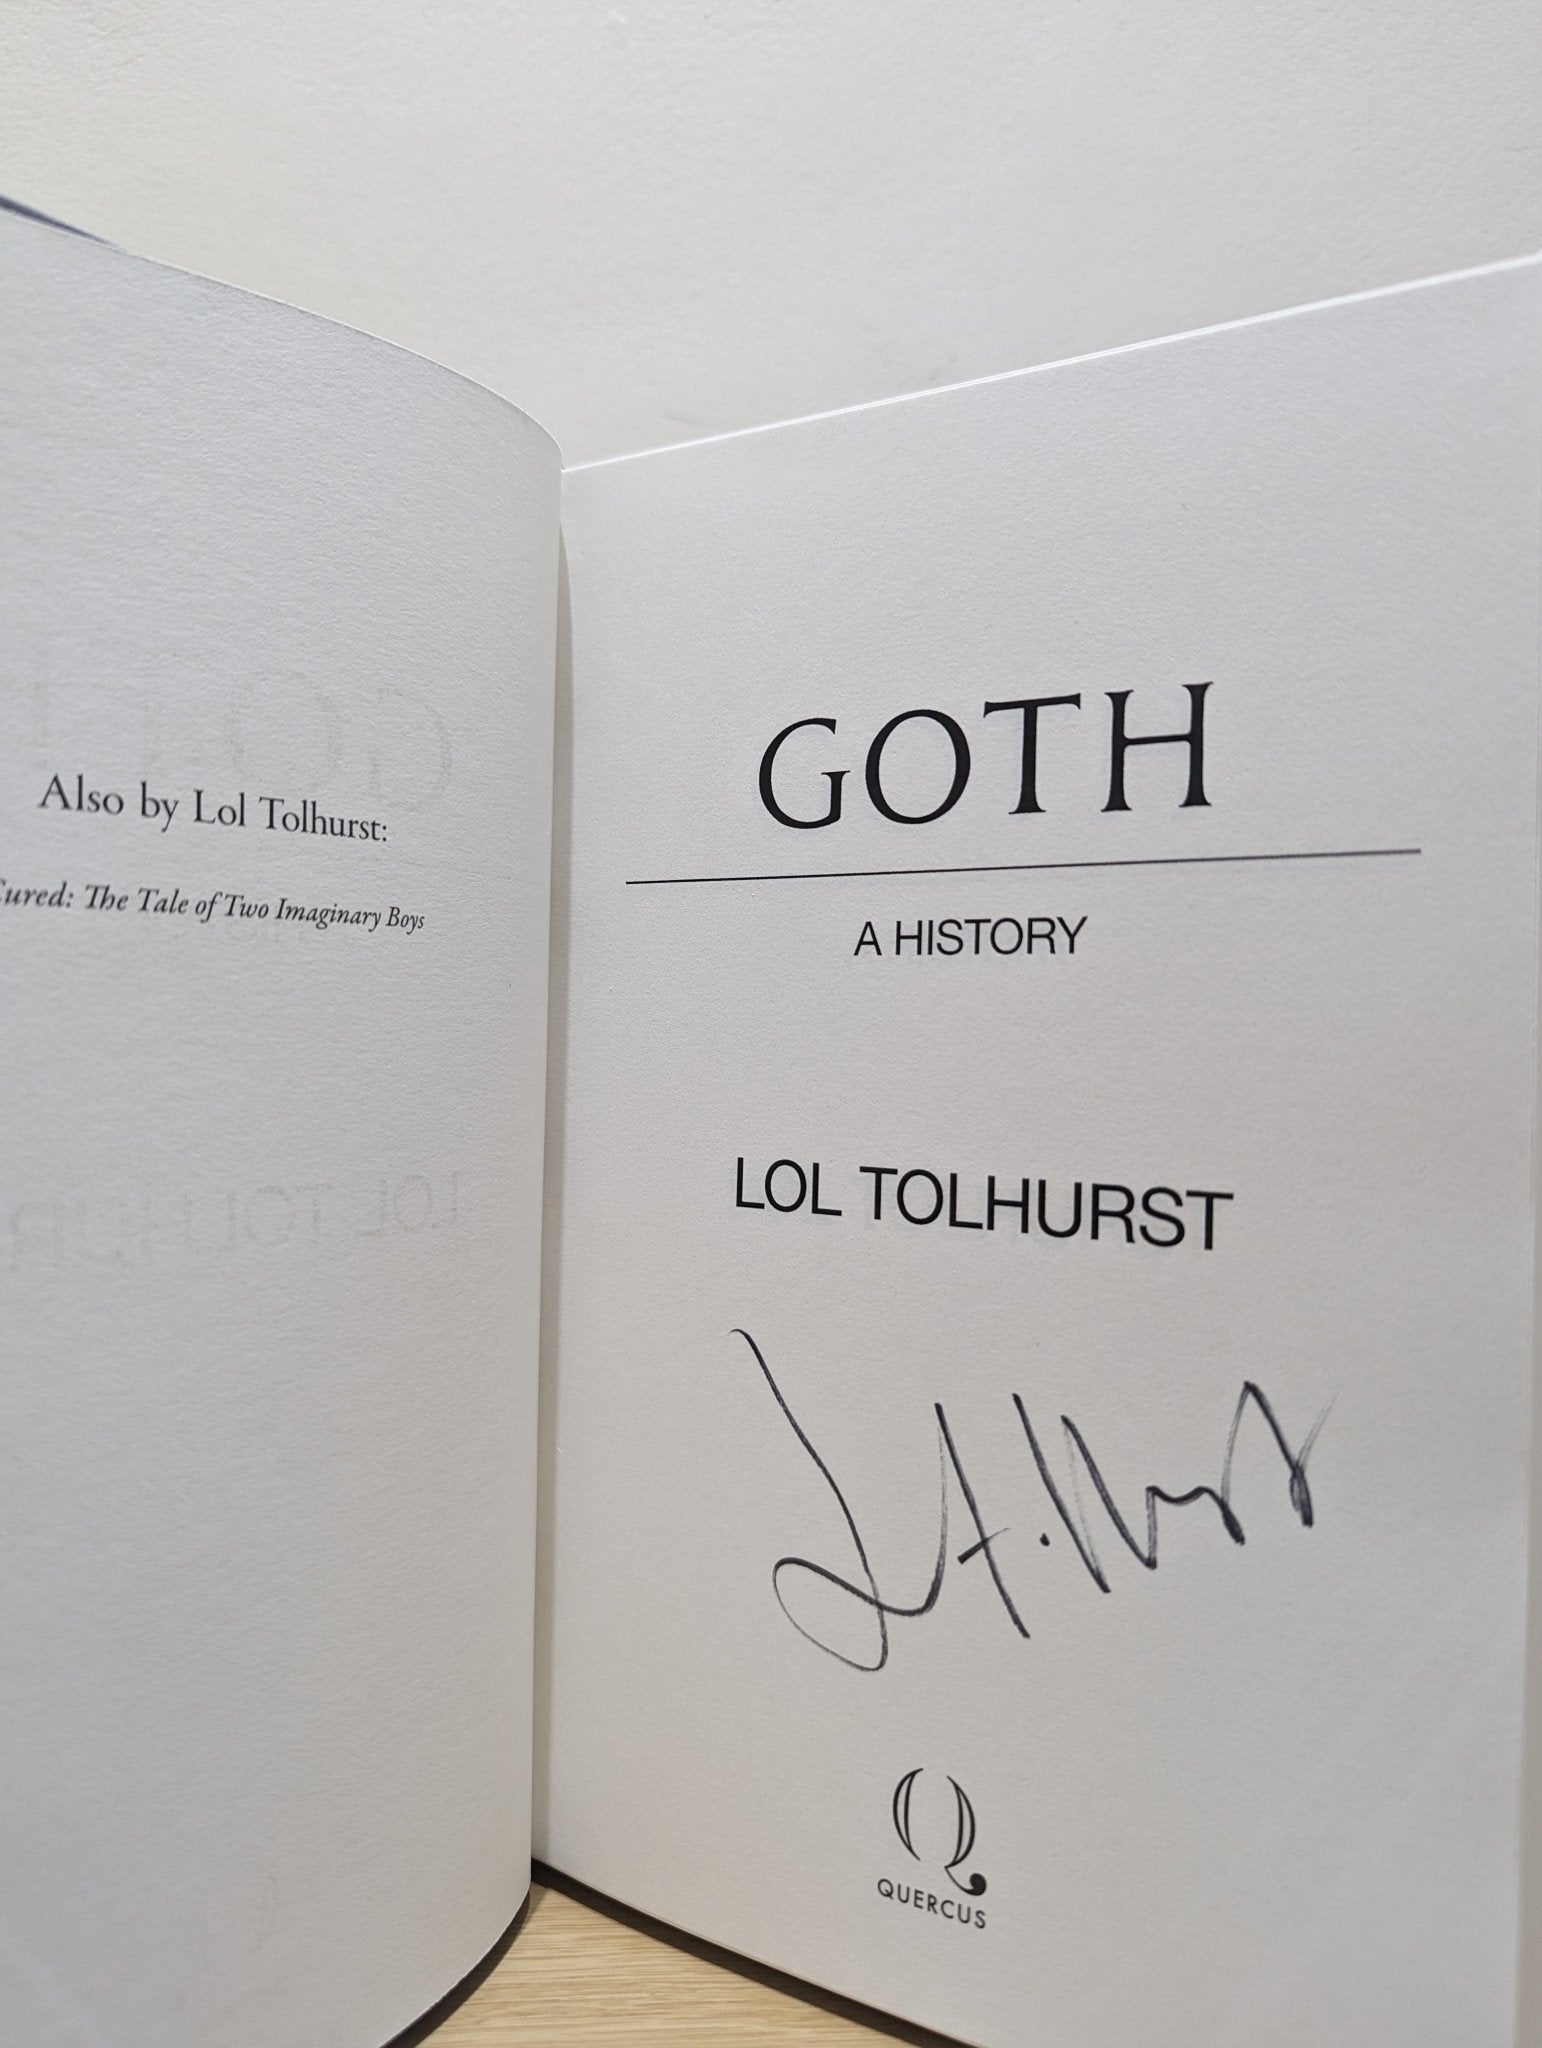 Also by Lol Tolhurst:
Cured: The Tale of Two Imaginary Boys
GOTH
A HISTORY
LOL TOLHURST
QUERCUS